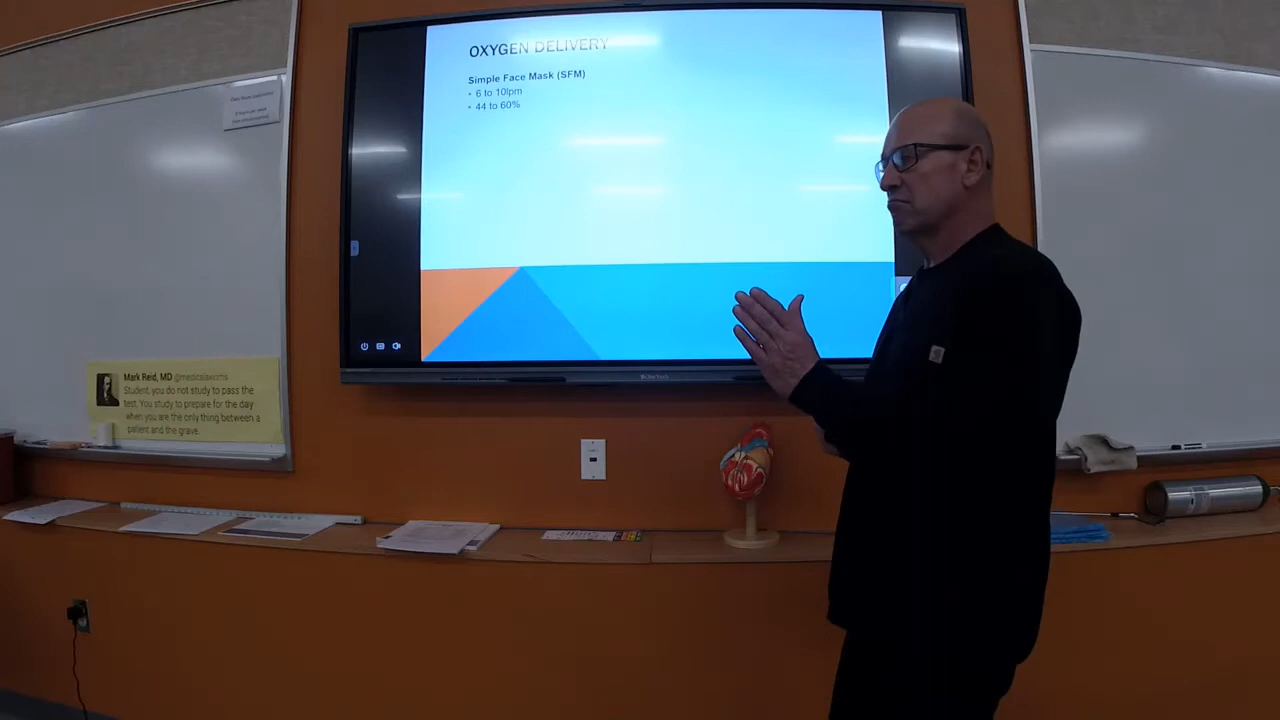 OXYGEN DELIVERY
Simple Face Mask (SFM)
• 6 to 10lpm
• 44 to 60%
Mark Reid, MD @medicalaxioms
Student, you do not study to pass the
test. You study to prepare for the day
when you are the only thing between a
patient and the grave.